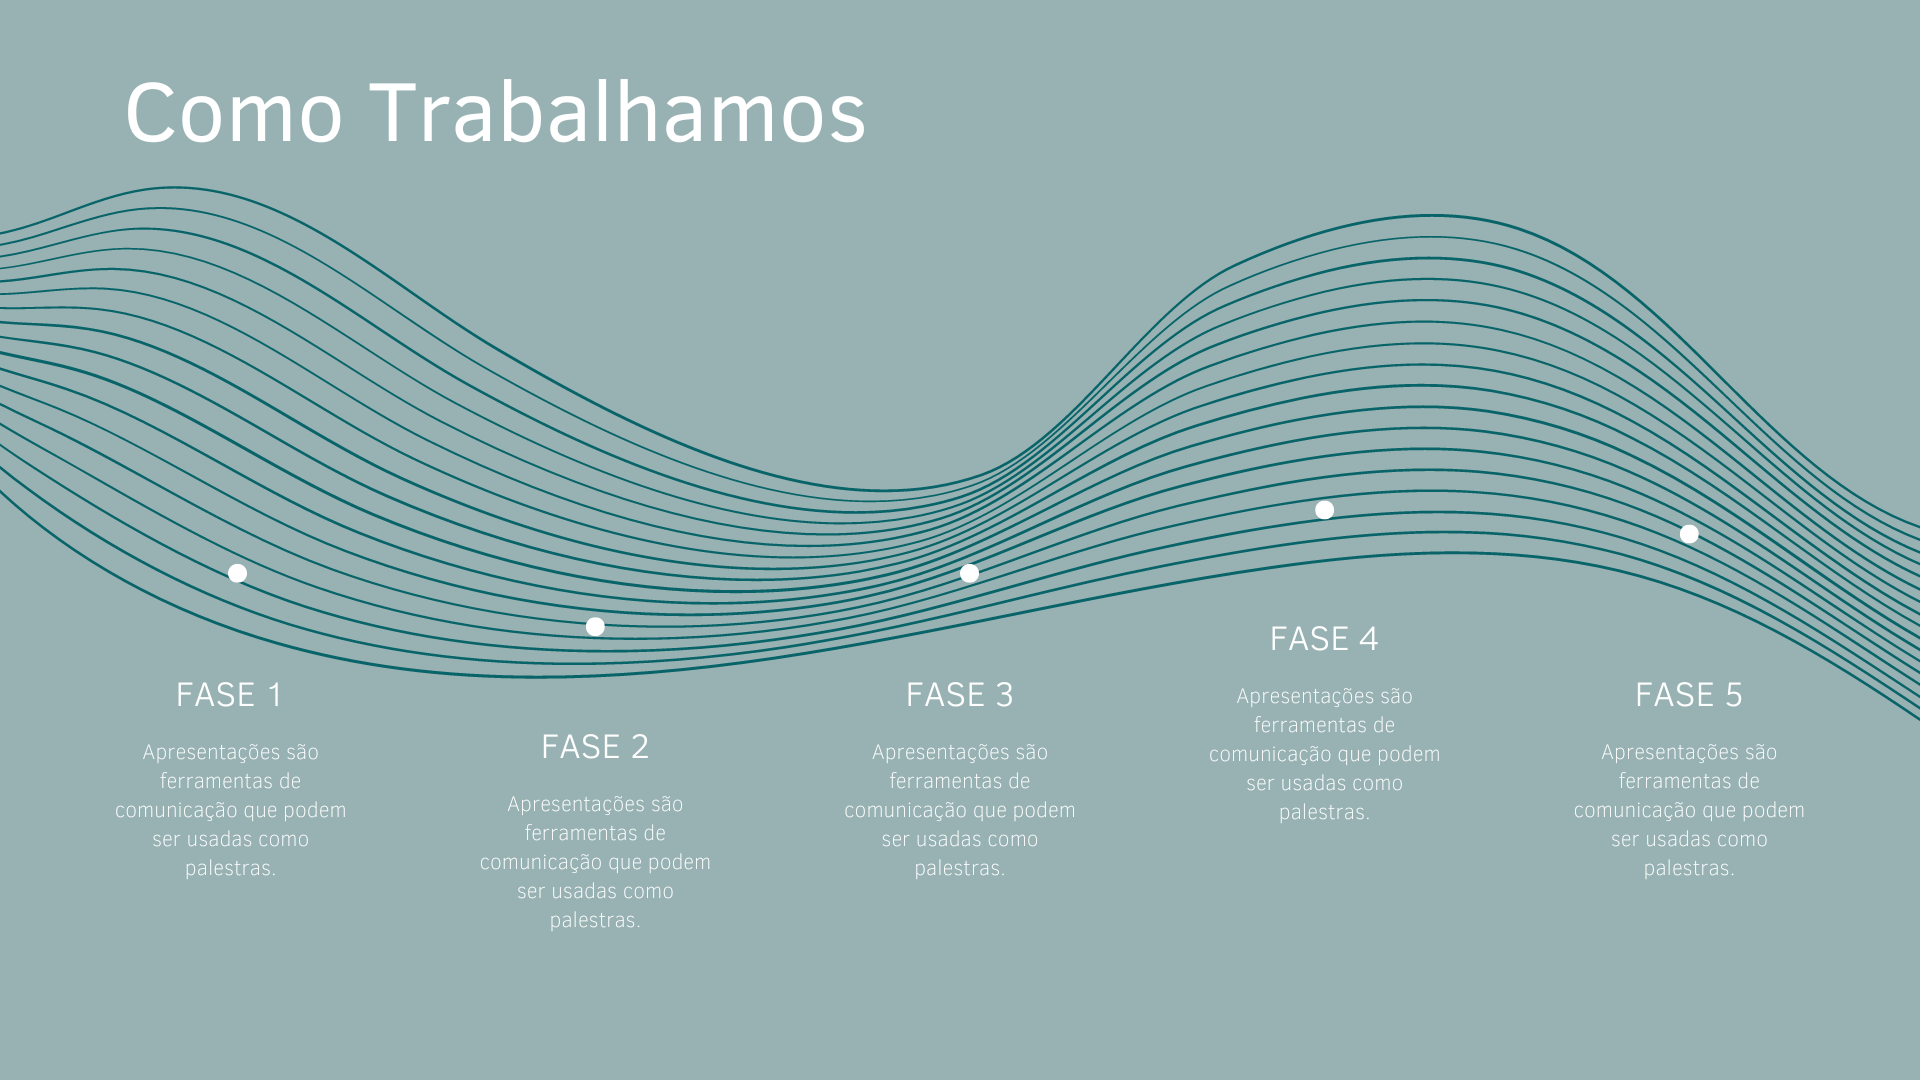 Como Trabalhamos
FASE 1
Apresentações são
ferramentas de
comunicação que podem
ser usadas como
palestras.
FASE 2
Apresentações são
ferramentas de
comunicação que podem
ser usadas como
palestras.
FASE 3
Apresentações são
ferramentas de
comunicação que podem
ser usadas como
palestras.
FASE 4
Apresentações são
ferramentas de
comunicação que podem
ser usadas como
palestras.
FASE 5
Apresentações são
ferramentas de
comunicação que podem
ser usadas como
palestras.